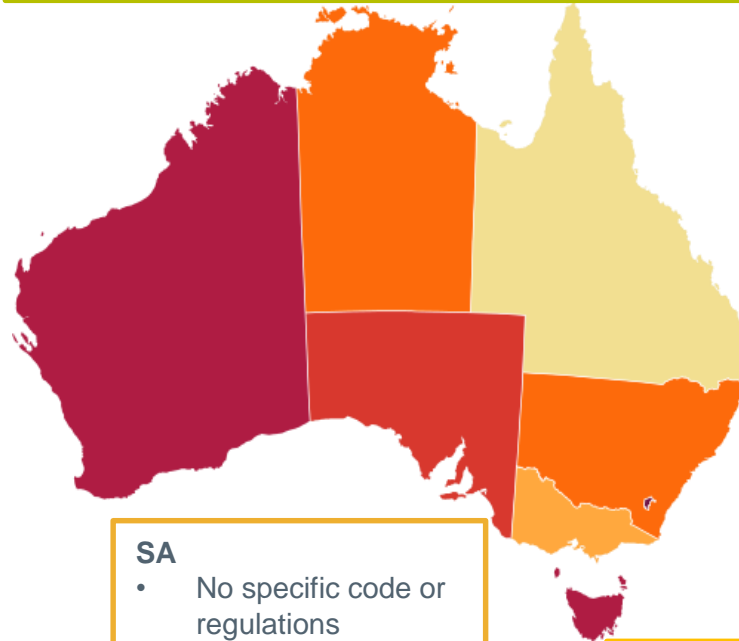 SA
• No specific code or
regulations